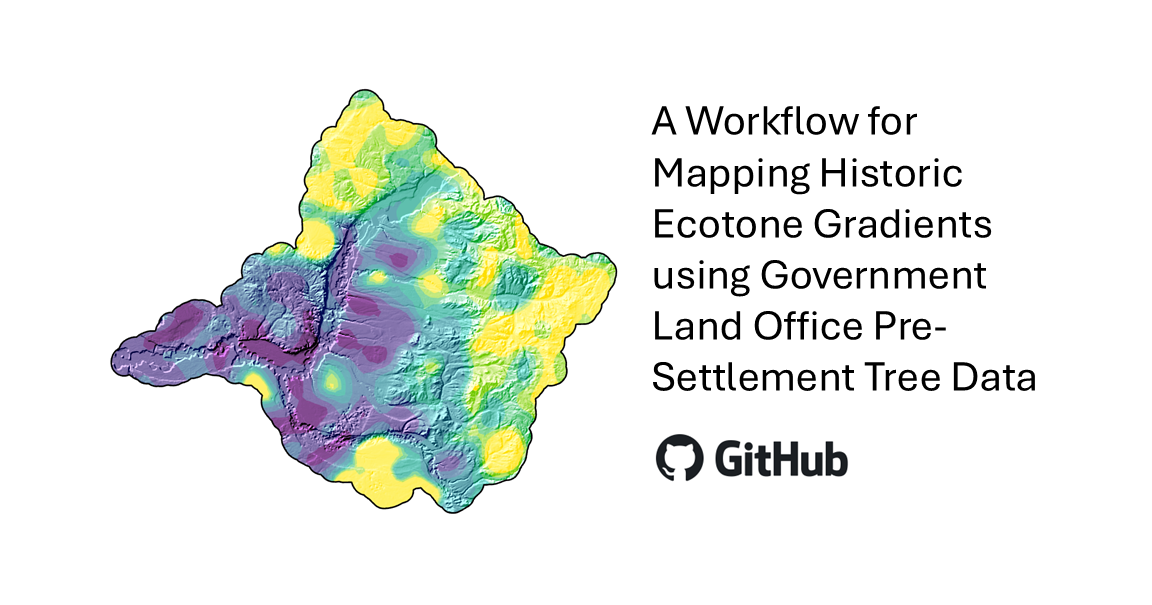 A Workflow for
Mapping Historic
Ecotone Gradients
using Government
Land Office Pre-
Settlement Tree Data
GitHub